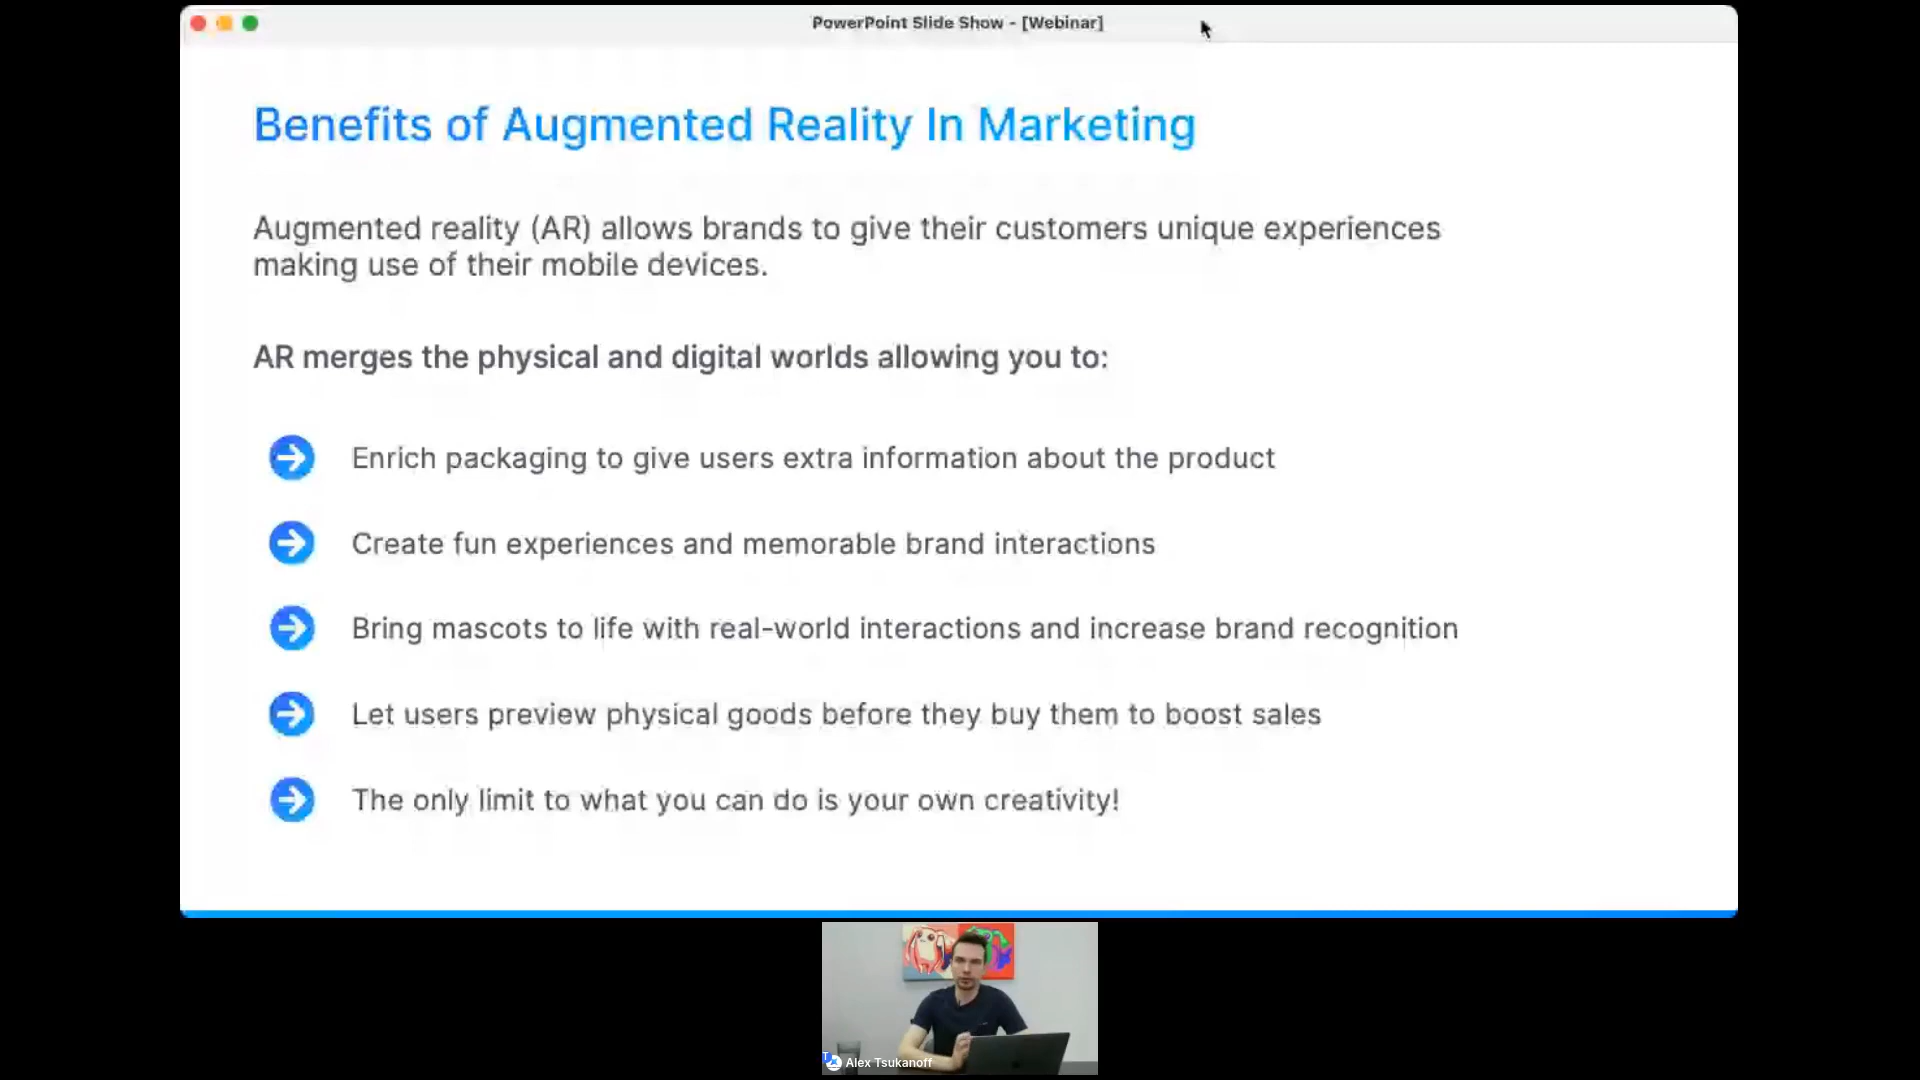 PowerPoint Slide Show - [Webinar]
Benefits of Augmented Reality In Marketing
Augmented reality (AR) allows brands to give their customers unique experiences
making use of their mobile devices.
AR merges the physical and digital worlds allowing you to:
Enrich packaging to give users extra information about the product
Create fun experiences and memorable brand interactions
Bring mascots to life with real-world interactions and increase brand recognition
Let users preview physical goods before they buy them to boost sales
The only limit to what you can do is your own creativity!
Alex Tsukanoff